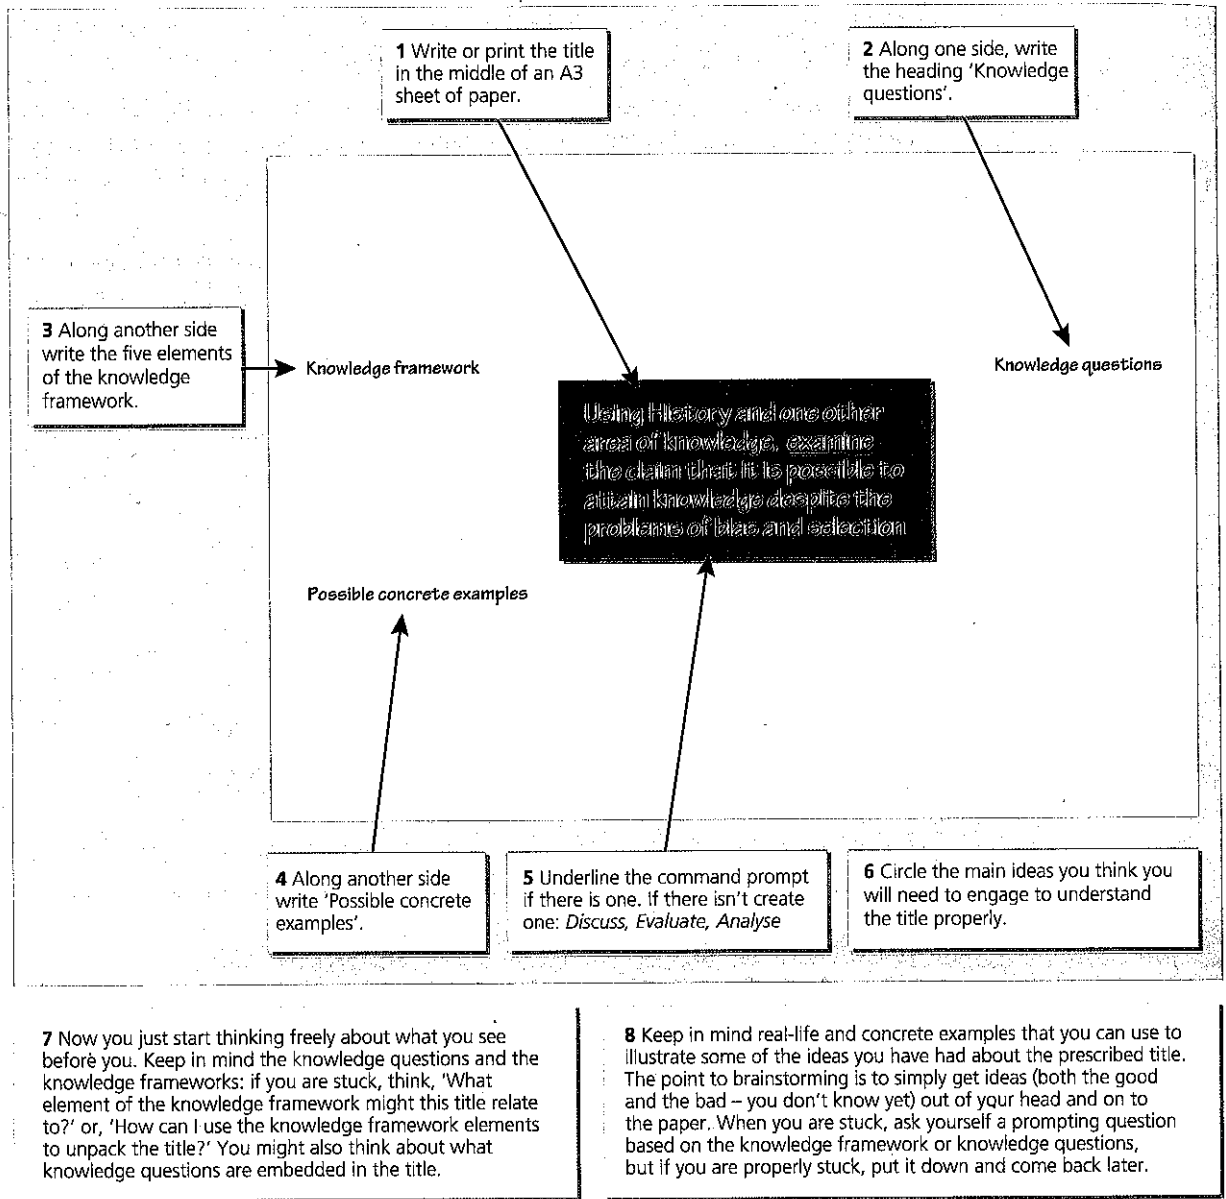 1 Write or print the title
in the middle of an A3
sheet of paper.
2 Along one side, write
the heading 'Knowledge
questions'.
3 Along another side
write the five elements
of the knowledge
framework.
Knowledge framework
Knowledge questions
Using History and one other
area of knowledge, examine
the claim that it is possible to
attain knowledge despite the
problems of bias and selection
Possible concrete examples
4 Along another side
write 'Possible concrete
examples'.
5 Underline the command prompt
if there is one. If there isn't create
one: Discuss, Evaluate, Analyse
6 Circle the main ideas you think you
will need to engage to understand
the title properly.
7 Now you just start thinking freely about what you see
before you. Keep in mind the knowledge questions and the
knowledge frameworks: if you are stuck, think, 'What
element of the knowledge framework might this title relate
to?' or, 'How can I use the knowledge framework elements
to unpack the title?' You might also think about what
knowledge questions are embedded in the title.
8 Keep in mind real-life and concrete examples that you can use to
illustrate some of the ideas you have had about the prescribed title.
The point to brainstorming is to simply get ideas (both the good
and the bad – you don't know yet) out of your head and on to
the paper. When you are stuck, ask yourself a prompting question
based on the knowledge framework or knowledge questions,
but if you are properly stuck, put it down and come back later.